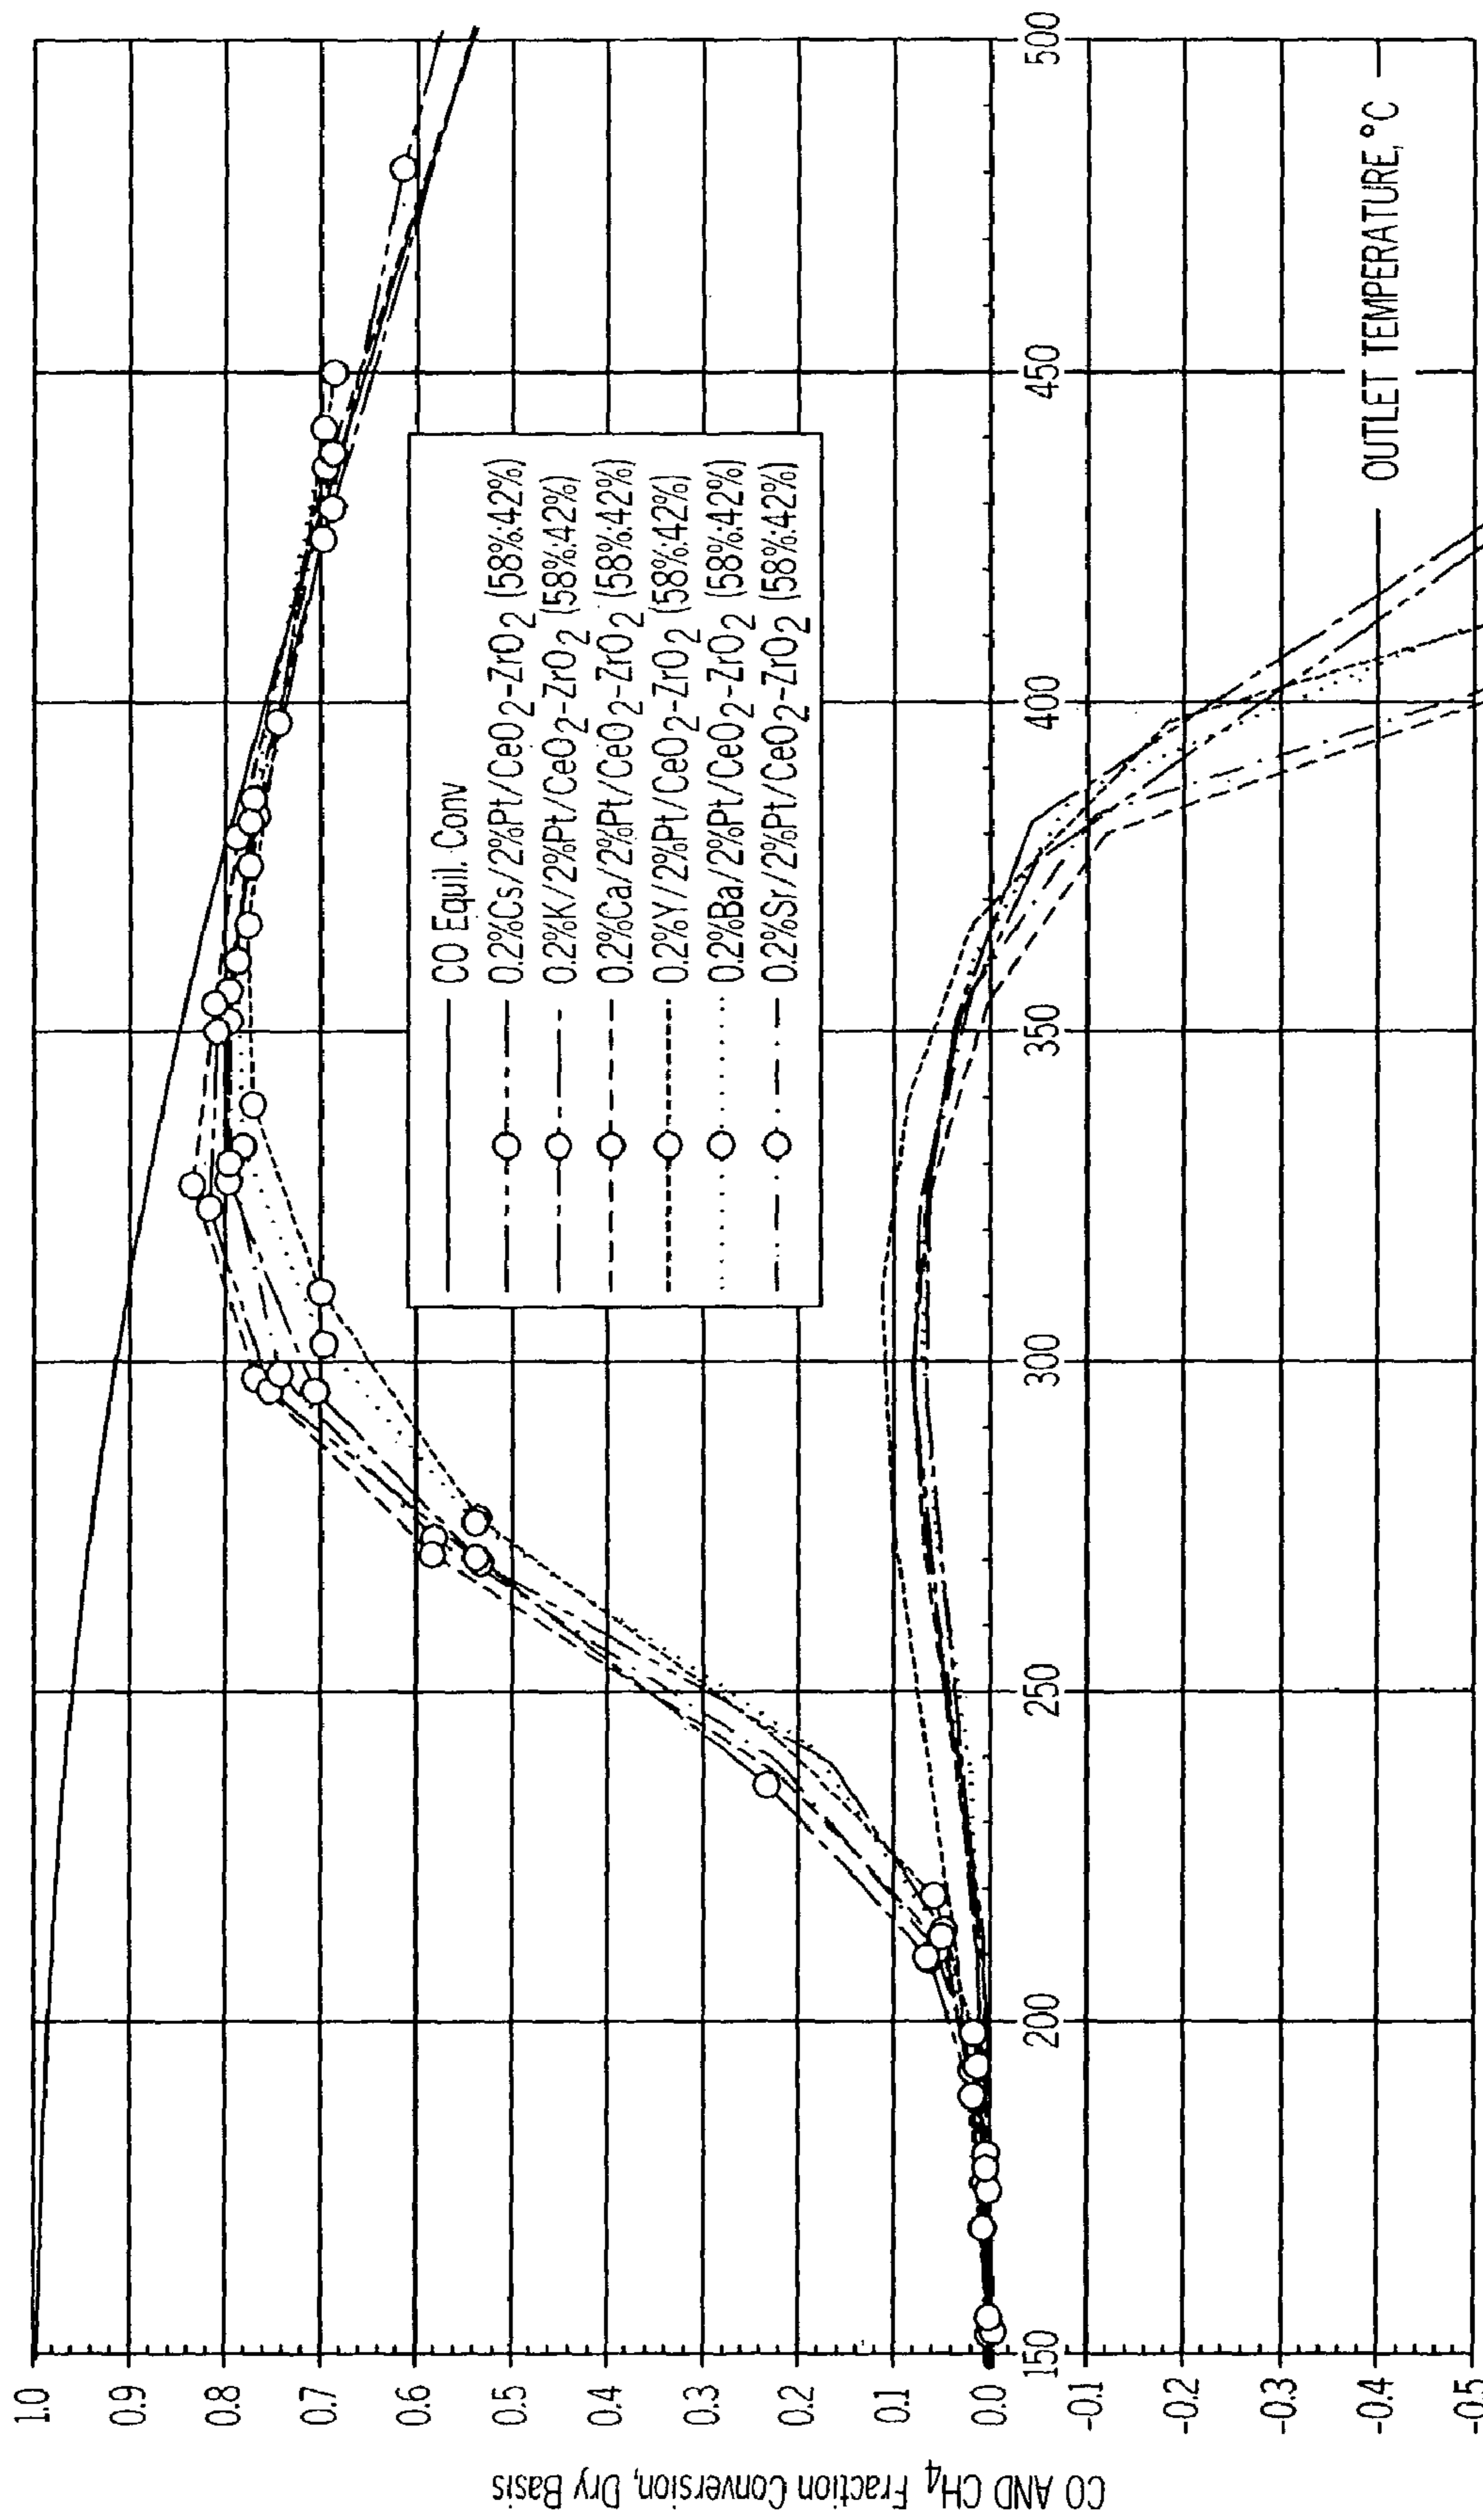 CO AND CH4 Fraction Conversion, Dry Basis
1.0
0.9
0.8
0.7
0.6
0.5
0.4
0.3
0.2
0.1
0.0
-0.1
-0.2
-0.3
-0.4
-0.5
150
200
250
300
350
400
450
500
OUTLET TEMPERATURE, °C
CO Equil. Conv
0.2%Cs/2%Pt/CeO2-ZrO2 (58%:42%)
0.2%K/2%Pt/CeO2-ZrO2 (58%:42%)
0.2%Ca/2%Pt/CeO2-ZrO2 (58%:42%)
0.2%Y/2%Pt/CeO2-ZrO2 (58%:42%)
0.2%Ba/2%Pt/CeO2-ZrO2 (58%:42%)
0.2%Sr/2%Pt/CeO2-ZrO2 (58%:42%)